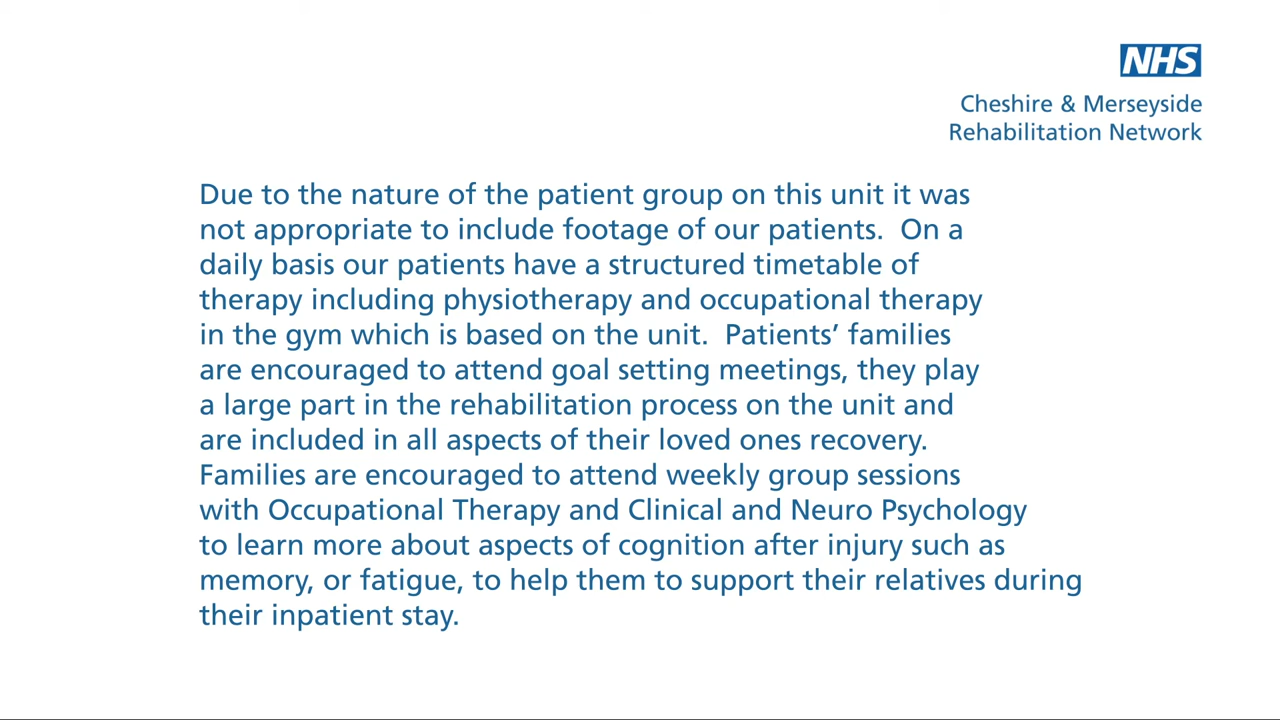 NHS
Cheshire & Merseyside
Rehabilitation Network
Due to the nature of the patient group on this unit it was
not appropriate to include footage of our patients.  On a
daily basis our patients have a structured timetable of
therapy including physiotherapy and occupational therapy
in the gym which is based on the unit.  Patients’ families
are encouraged to attend goal setting meetings, they play
a large part in the rehabilitation process on the unit and
are included in all aspects of their loved ones recovery.
Families are encouraged to attend weekly group sessions
with Occupational Therapy and Clinical and Neuro Psychology
to learn more about aspects of cognition after injury such as
memory, or fatigue, to help them to support their relatives during
their inpatient stay.